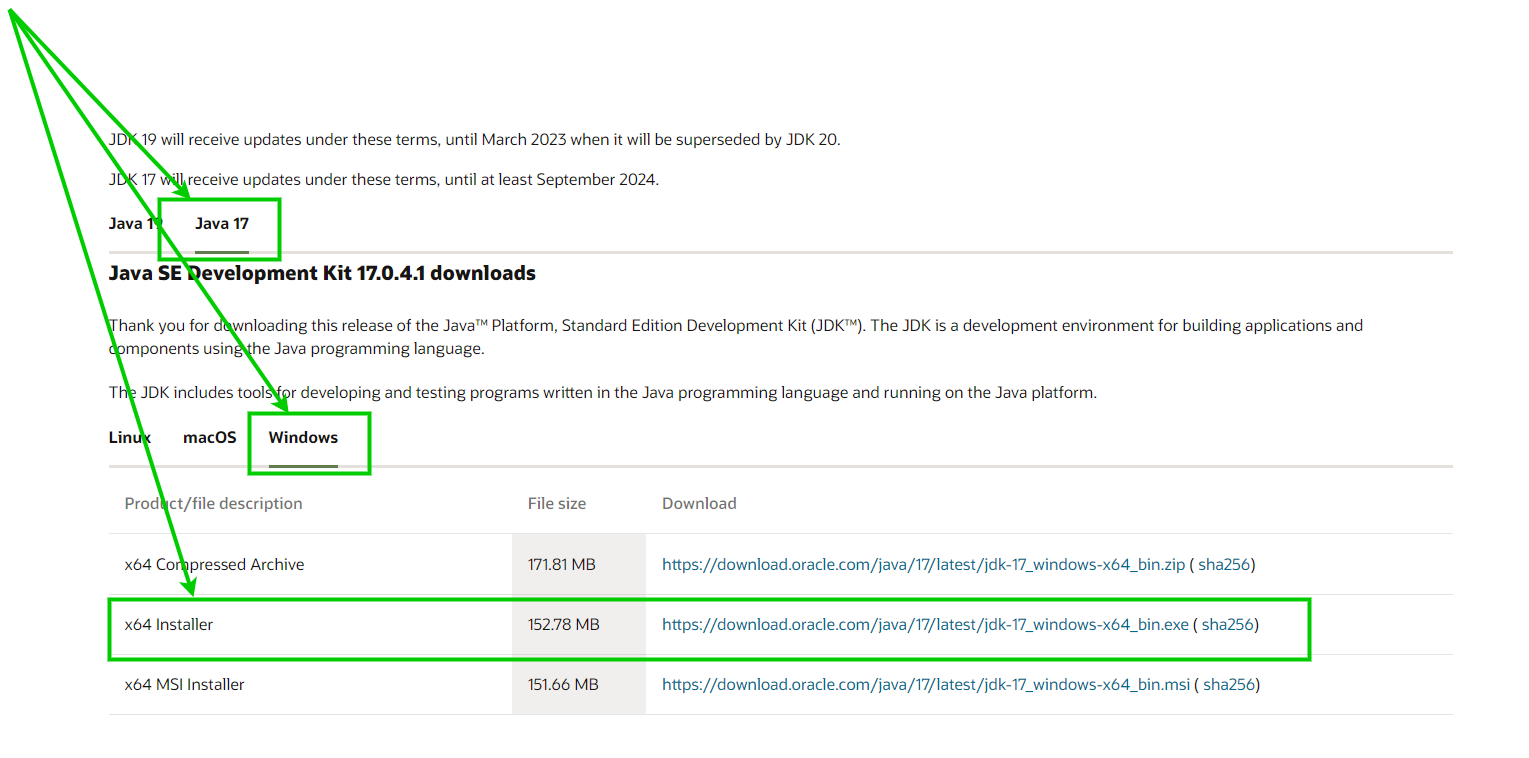 JDK 19 will receive updates under these terms, until March 2023 when it will be superseded by JDK 20.
JDK 17 will receive updates under these terms, until at least September 2024.
Java 19 Java 17
Java SE Development Kit 17.0.4.1 downloads
Thank you for downloading this release of the Java™ Platform, Standard Edition Development Kit (JDK™). The JDK is a development environment for building applications and
components using the Java programming language.
The JDK includes tools for developing and testing programs written in the Java programming language and running on the Java platform.
Linux macOS Windows
Product/file description File size Download
x64 Compressed Archive 171.81 MB https://download.oracle.com/java/17/latest/jdk-17_windows-x64_bin.zip ( sha256)
x64 Installer 152.78 MB https://download.oracle.com/java/17/latest/jdk-17_windows-x64_bin.exe ( sha256)
x64 MSI Installer 151.66 MB https://download.oracle.com/java/17/latest/jdk-17_windows-x64_bin.msi ( sha256)